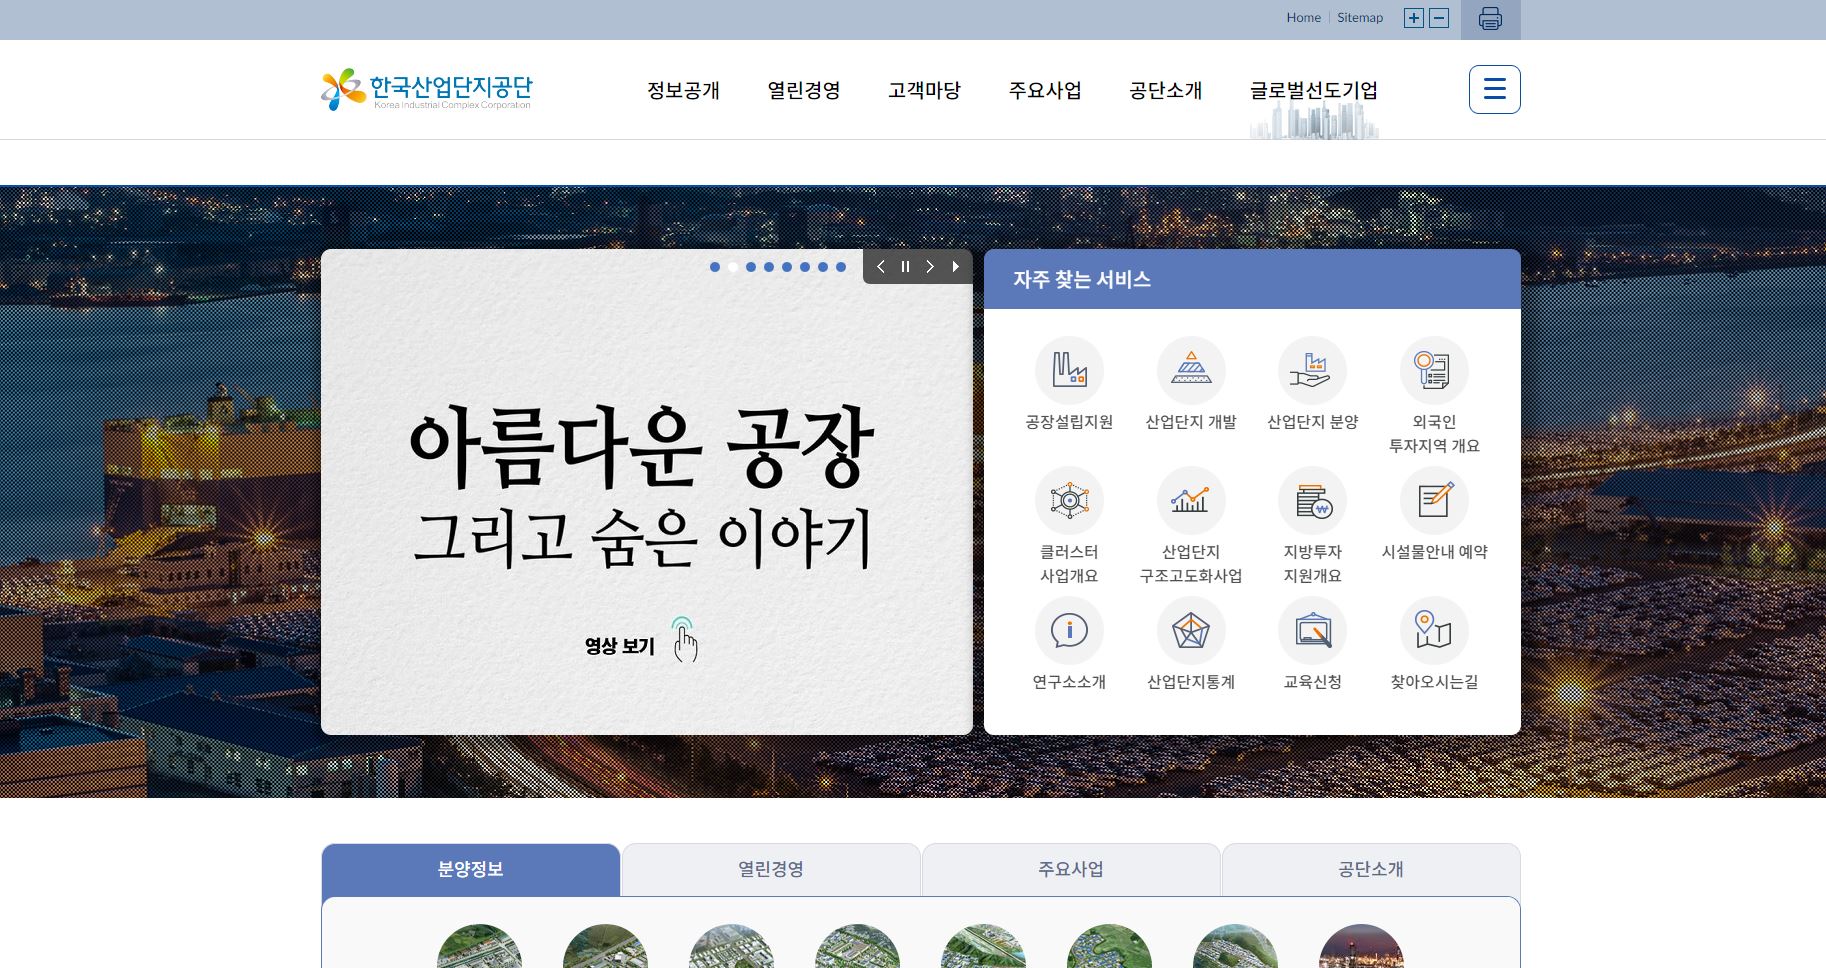 Home
Sitemap
한국산업단지공단
Korea Industrial Complex Corporation
정보공개
열린경영
고객마당
주요사업
공단소개
글로벌선도기업
아름다운 공장
그리고 숨은 이야기
영상 보기
자주 찾는 서비스
공장설립지원
산업단지 개발
산업단지 분양
외국인
투자지역 개요
클러스터
사업개요
산업단지
구조고도화사업
지방투자
지원개요
시설물안내 예약
연구소소개
산업단지통계
교육신청
찾아오시는길
분양정보
열린경영
주요사업
공단소개